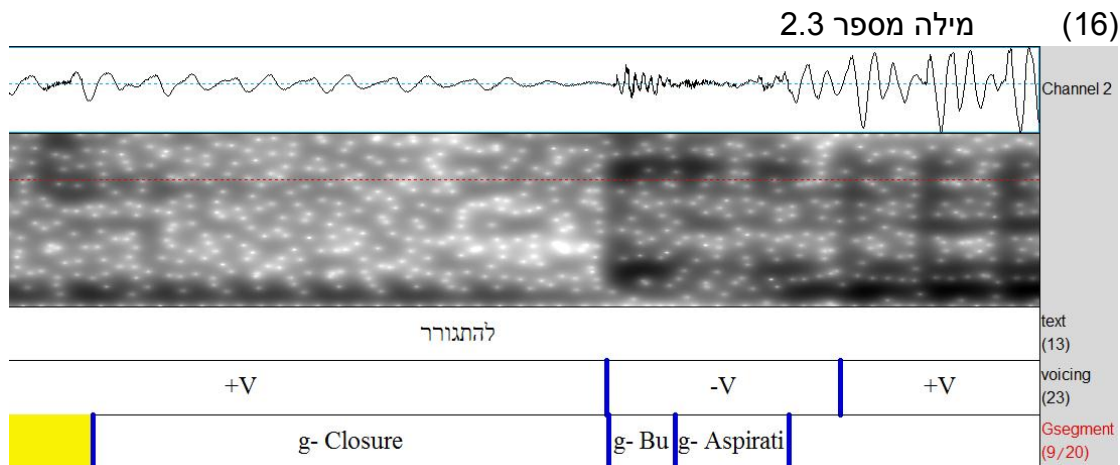 (16) מילה מספר 2.3
Channel 2
להתגורר
text
(13)
+V -V +V
voicing
(23)
g- Closure g- Bu g- Aspirati
Gsegment
(9/20)